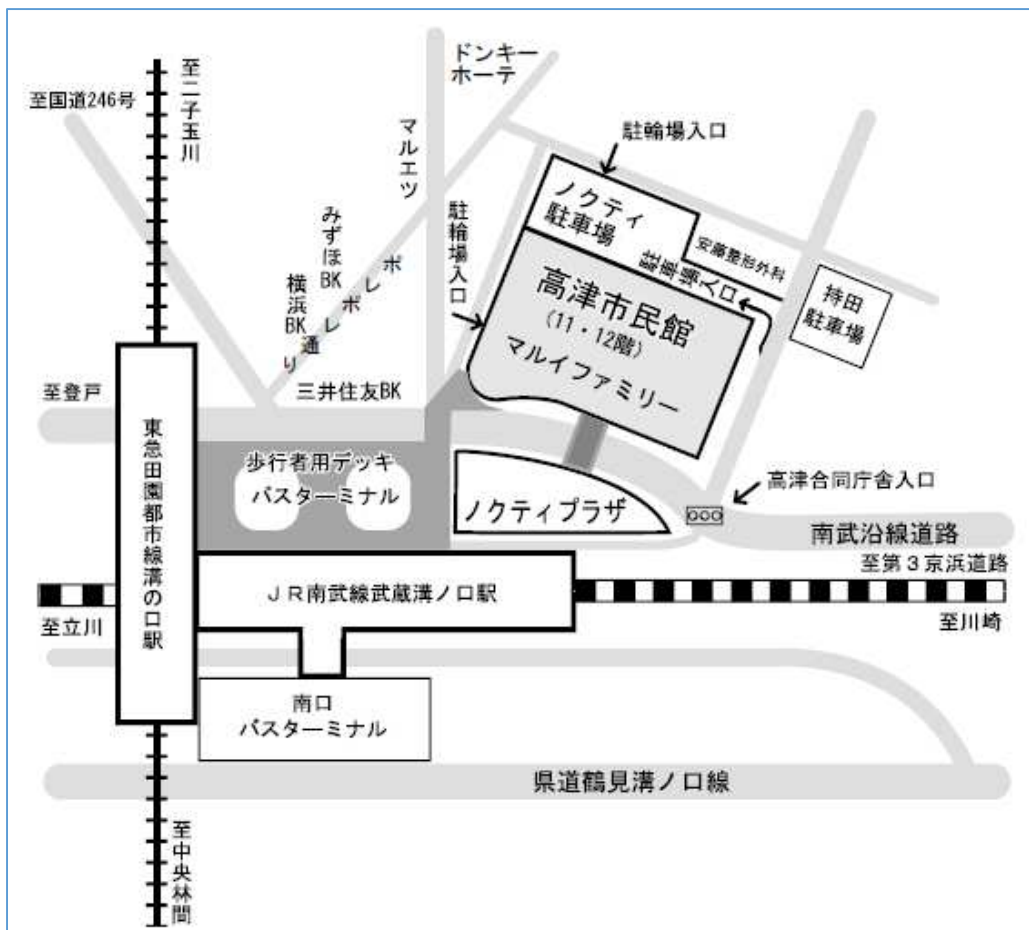 ドンキー
ホーテ
至二子玉川
至国道246号
マルエツ
駐輪場入口
みずほBK
横浜BK
ポレポレ通り
駐輪場入口
ノクティ
駐車場
安藤整形外科
駐車場入口
持田
駐車場
高津市民館
(11・12階)
マルイファミリー
三井住友BK
至登戸
東急田園都市線溝の口駅
歩行者用デッキ
バスターミナル
ノクティプラザ
高津合同庁舎入口
南武沿線道路
至第3京浜道路
JR南武線武蔵溝ノ口駅
至立川
至川崎
南口
バスターミナル
県道鶴見溝ノ口線
至中央林間